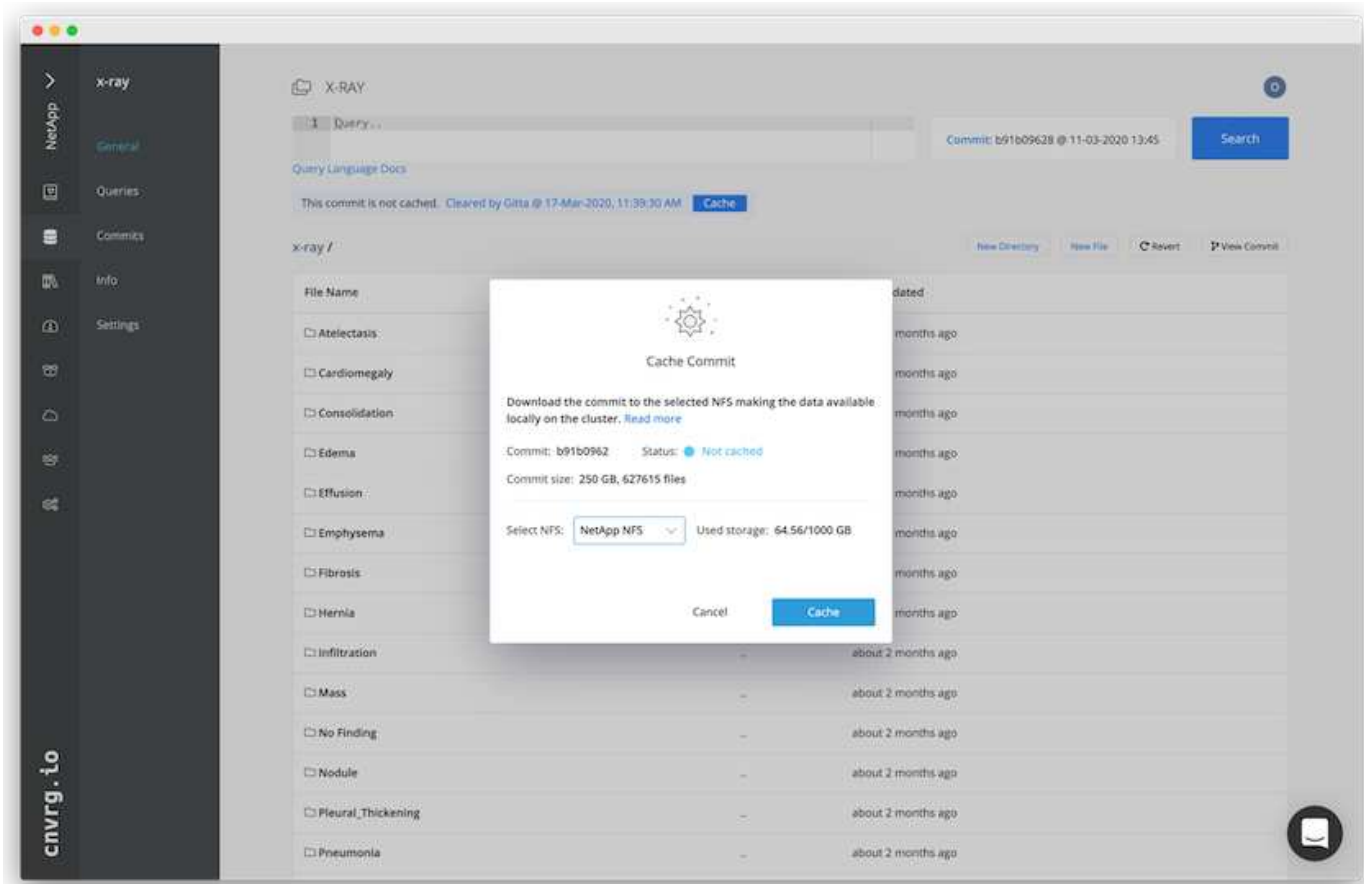 NetApp
x-ray
General
Queries
Commits
Info
Settings
cnvrg.io
X-RAY
O
1 Query..
Commit: b91b09628 @ 11-03-2020 13:45
Search
Query Language Docs
This commit is not cached. Cleared by Gitta @ 17-Mar-2020, 11:39:30 AM Cache
x-ray /
New Directory New File Revert View Commit
File Name dated
Atelectasis months ago
Cardiomegaly months ago
Consolidation months ago
Edema months ago
Effusion months ago
Emphysema months ago
Fibrosis months ago
Hernia months ago
Infiltration .. about 2 months ago
Mass .. about 2 months ago
No Finding .. about 2 months ago
Nodule .. about 2 months ago
Pleural_Thickening .. about 2 months ago
Pneumonia .. about 2 months ago
Cache Commit
Download the commit to the selected NFS making the data available
locally on the cluster. Read more
Commit: b91b0962 Status: Not cached
Commit size: 250 GB, 627615 files
Select NFS: NetApp NFS Used storage: 64.56/1000 GB
Cancel Cache